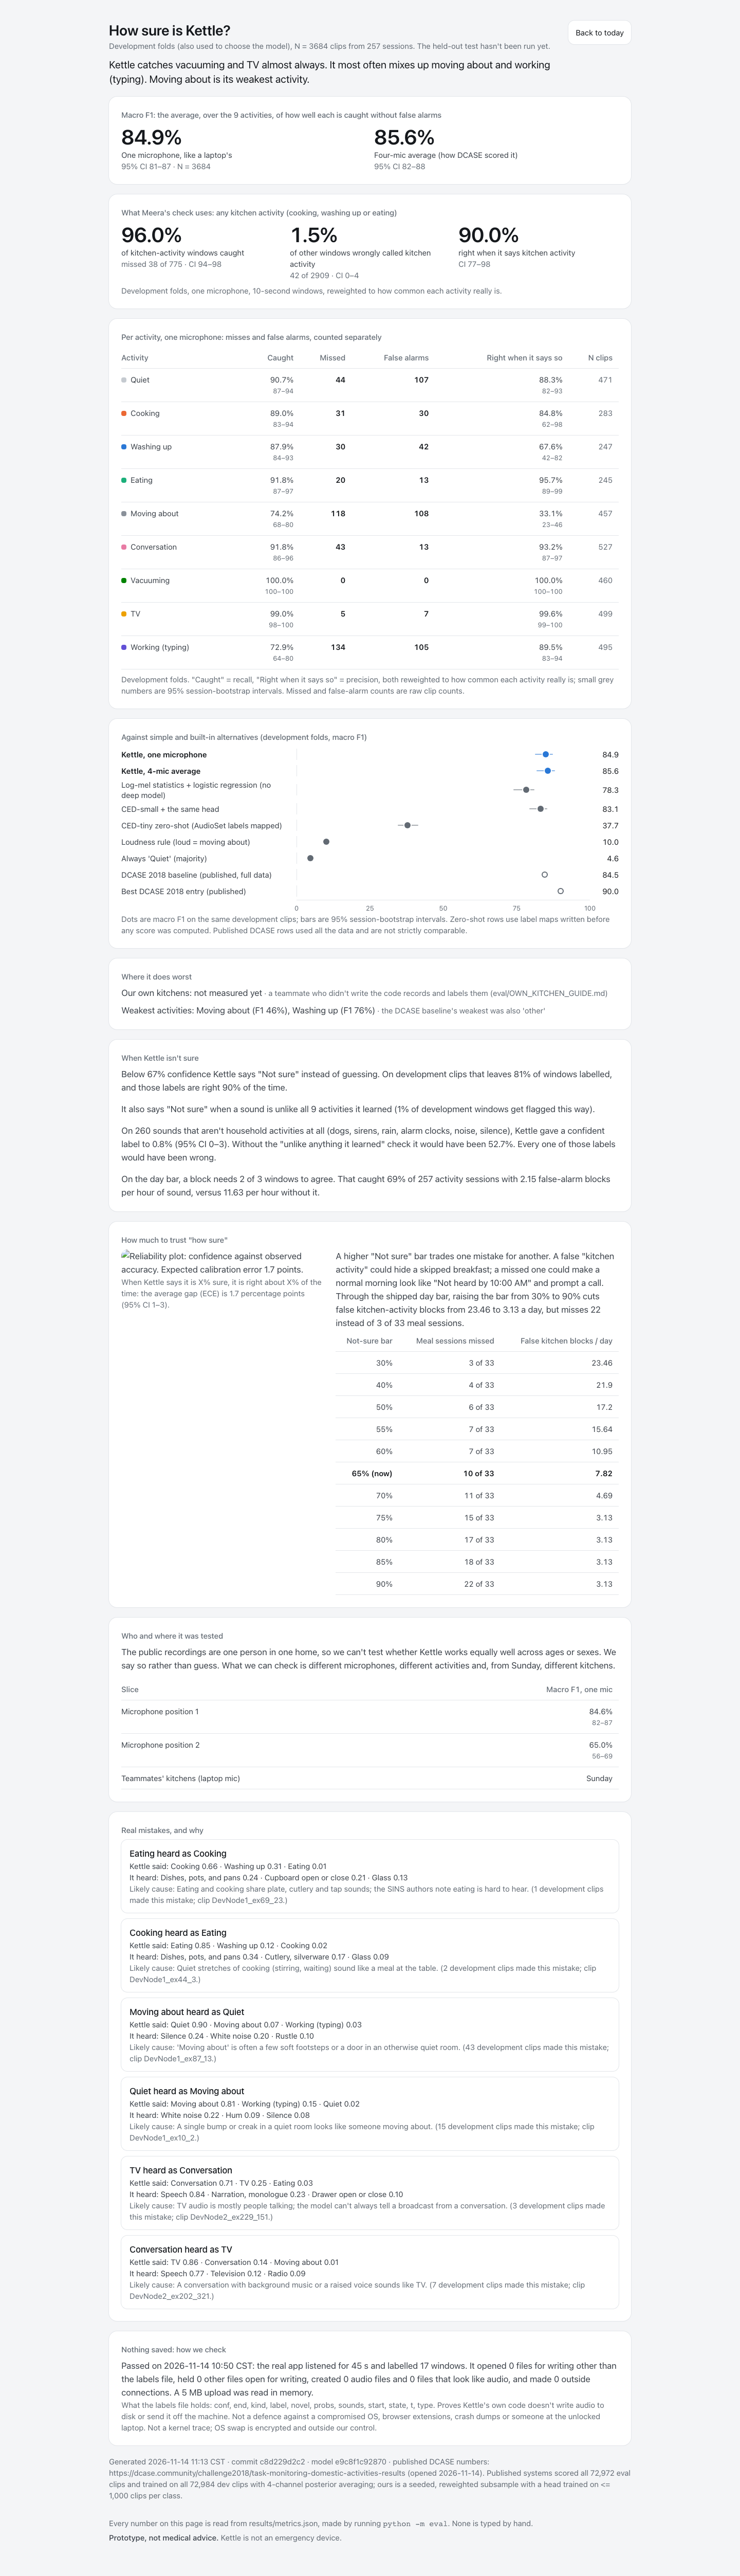 How sure is Kettle?
Back to today
Development folds (also used to choose the model), N = 3684 clips from 257 sessions. The held-out test hasn't been run yet.
Kettle catches vacuuming and TV almost always. It most often mixes up moving about and working
(typing). Moving about is its weakest activity.
Macro F1: the average, over the 9 activities, of how well each is caught without false alarms
84.9%
One microphone, like a laptop's
95% CI 81–87 · N = 3684
85.6%
Four-mic average (how DCASE scored it)
95% CI 82–88
What Meera's check uses: any kitchen activity (cooking, washing up or eating)
96.0%
of kitchen-activity windows caught
missed 38 of 775 · CI 94–98
1.5%
of other windows wrongly called kitchen
activity
42 of 2909 · CI 0–4
90.0%
right when it says kitchen activity
CI 77–98
Development folds, one microphone, 10-second windows, reweighted to how common each activity really is.
Per activity, one microphone: misses and false alarms, counted separately
Activity Caught Missed False alarms Right when it says so N clips
Quiet 90.7% 44 107 88.3% 471
87–94 82–93
Cooking 89.0% 31 30 84.8% 283
83–94 62–98
Washing up 87.9% 30 42 67.6% 247
84–93 42–82
Eating 91.8% 20 13 95.7% 245
87–97 89–99
Moving about 74.2% 118 108 33.1% 457
68–80 23–46
Conversation 91.8% 43 13 93.2% 527
86–96 87–97
Vacuuming 100.0% 0 0 100.0% 460
100–100 100–100
TV 99.0% 5 7 99.6% 499
98–100 99–100
Working (typing) 72.9% 134 105 89.5% 495
64–80 83–94
Development folds. "Caught" = recall, "Right when it says so" = precision, both reweighted to how common each activity really is; small grey
numbers are 95% session-bootstrap intervals. Missed and false-alarm counts are raw clip counts.
Against simple and built-in alternatives (development folds, macro F1)
Kettle, one microphone 84.9
Kettle, 4-mic average 85.6
Log-mel statistics + logistic regression (no
deep model) 78.3
CED-small + the same head 83.1
CED-tiny zero-shot (AudioSet labels mapped) 37.7
Loudness rule (loud = moving about) 10.0
Always 'Quiet' (majority) 4.6
DCASE 2018 baseline (published, full data) 84.5
Best DCASE 2018 entry (published) 90.0
0 25 50 75 100
Dots are macro F1 on the same development clips; bars are 95% session-bootstrap intervals. Zero-shot rows use label maps written before
any score was computed. Published DCASE rows used all the data and are not strictly comparable.
Where it does worst
Our own kitchens: not measured yet · a teammate who didn't write the code records and labels them (eval/OWN_KITCHEN_GUIDE.md)
Weakest activities: Moving about (F1 46%), Washing up (F1 76%) · the DCASE baseline's weakest was also 'other'
When Kettle isn't sure
Below 67% confidence Kettle says "Not sure" instead of guessing. On development clips that leaves 81% of windows labelled,
and those labels are right 90% of the time.
It also says "Not sure" when a sound is unlike all 9 activities it learned (1% of development windows get flagged this way).
On 260 sounds that aren't household activities at all (dogs, sirens, rain, alarm clocks, noise, silence), Kettle gave a confident
label to 0.8% (95% CI 0–3). Without the "unlike anything it learned" check it would have been 52.7%. Every one of those labels
would have been wrong.
On the day bar, a block needs 2 of 3 windows to agree. That caught 69% of 257 activity sessions with 2.15 false-alarm blocks
per hour of sound, versus 11.63 per hour without it.
How much to trust "how sure"
Reliability plot: confidence against observed
accuracy. Expected calibration error 1.7 points.
When Kettle says it is X% sure, it is right about X% of the
time: the average gap (ECE) is 1.7 percentage points
(95% CI 1–3).
A higher "Not sure" bar trades one mistake for another. A false "kitchen
activity" could hide a skipped breakfast; a missed one could make a
normal morning look like "Not heard by 10:00 AM" and prompt a call.
Through the shipped day bar, raising the bar from 30% to 90% cuts
false kitchen-activity blocks from 23.46 to 3.13 a day, but misses 22
instead of 3 of 33 meal sessions.
Not-sure bar Meal sessions missed False kitchen blocks / day
30% 3 of 33 23.46
40% 4 of 33 21.9
50% 6 of 33 17.2
55% 7 of 33 15.64
60% 7 of 33 10.95
65% (now) 10 of 33 7.82
70% 11 of 33 4.69
75% 15 of 33 3.13
80% 17 of 33 3.13
85% 18 of 33 3.13
90% 22 of 33 3.13
Who and where it was tested
The public recordings are one person in one home, so we can't test whether Kettle works equally well across ages or sexes. We
say so rather than guess. What we can check is different microphones, different activities and, from Sunday, different kitchens.
Slice Macro F1, one mic
Microphone position 1 84.6%
82–87
Microphone position 2 65.0%
56–69
Teammates' kitchens (laptop mic) Sunday
Real mistakes, and why
Eating heard as Cooking
Kettle said: Cooking 0.66 · Washing up 0.31 · Eating 0.01
It heard: Dishes, pots, and pans 0.24 · Cupboard open or close 0.21 · Glass 0.13
Likely cause: Eating and cooking share plate, cutlery and tap sounds; the SINS authors note eating is hard to hear. (1 development clips
made this mistake; clip DevNode1_ex69_23.)
Cooking heard as Eating
Kettle said: Eating 0.85 · Washing up 0.12 · Cooking 0.02
It heard: Dishes, pots, and pans 0.34 · Cutlery, silverware 0.17 · Glass 0.09
Likely cause: Quiet stretches of cooking (stirring, waiting) sound like a meal at the table. (2 development clips made this mistake; clip
DevNode1_ex44_3.)
Moving about heard as Quiet
Kettle said: Quiet 0.90 · Moving about 0.07 · Working (typing) 0.03
It heard: Silence 0.24 · White noise 0.20 · Rustle 0.10
Likely cause: 'Moving about' is often a few soft footsteps or a door in an otherwise quiet room. (43 development clips made this mistake;
clip DevNode1_ex87_13.)
Quiet heard as Moving about
Kettle said: Moving about 0.81 · Working (typing) 0.15 · Quiet 0.02
It heard: White noise 0.22 · Hum 0.09 · Silence 0.08
Likely cause: A single bump or creak in a quiet room looks like someone moving about. (15 development clips made this mistake; clip
DevNode1_ex10_2.)
TV heard as Conversation
Kettle said: Conversation 0.71 · TV 0.25 · Eating 0.03
It heard: Speech 0.84 · Narration, monologue 0.23 · Drawer open or close 0.10
Likely cause: TV audio is mostly people talking; the model can't always tell a broadcast from a conversation. (3 development clips made
this mistake; clip DevNode2_ex229_151.)
Conversation heard as TV
Kettle said: TV 0.86 · Conversation 0.14 · Moving about 0.01
It heard: Speech 0.77 · Television 0.12 · Radio 0.09
Likely cause: A conversation with background music or a raised voice sounds like TV. (7 development clips made this mistake; clip
DevNode2_ex202_321.)
Nothing saved: how we check
Passed on 2026-11-14 10:50 CST: the real app listened for 45 s and labelled 17 windows. It opened 0 files for writing other than
the labels file, held 0 other files open for writing, created 0 audio files and 0 files that look like audio, and made 0 outside
connections. A 5 MB upload was read in memory.
What the labels file holds: conf, end, kind, label, novel, probs, sounds, start, state, t, type. Proves Kettle's own code doesn't write audio to
disk or send it off the machine. Not a defence against a compromised OS, browser extensions, crash dumps or someone at the unlocked
laptop. Not a kernel trace; OS swap is encrypted and outside our control.
Generated 2026-11-14 11:13 CST · commit c8d229d2c2 · model e9c8f1c92870 · published DCASE numbers:
https://dcase.community/challenge2018/task-monitoring-domestic-activities-results (opened 2026-11-14). Published systems scored all 72,972 eval
clips and trained on all 72,984 dev clips with 4-channel posterior averaging; ours is a seeded, reweighted subsample with a head trained on <=
1,000 clips per class.
Every number on this page is read from results/metrics.json, made by running python -m eval. None is typed by hand.
Prototype, not medical advice. Kettle is not an emergency device.